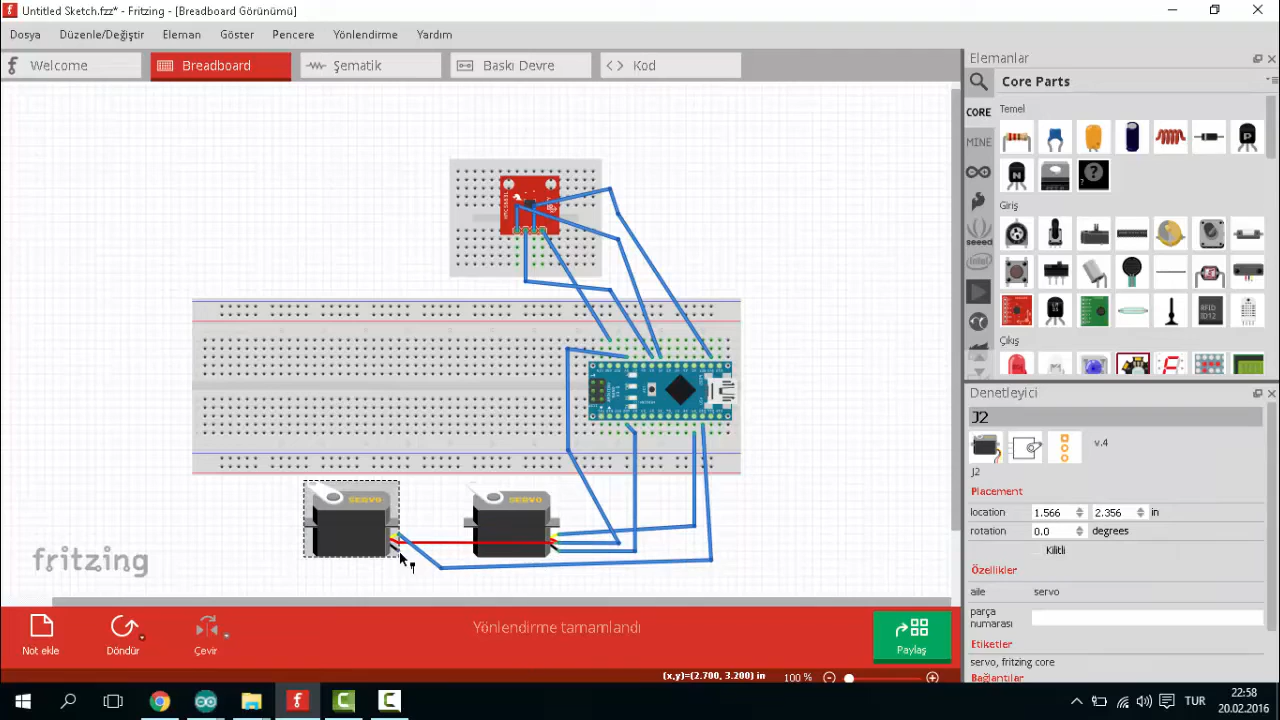 Untitled Sketch.fzz* - Fritzing - [Breadboard Görünümü]
Dosya Düzenle/Değiştir Eleman Göster Pencere Yönlendirme Yardım
Welcome Breadboard Şematik Baskı Devre Kod
Elemanlar
Core Parts
CORE
MINE
seeed
intel
Temel
P
N
?
Giriş
RFID
ID12
Çıkış
SERVO
SERVO
fritzing
Denetleyici
J2
v.4
J2
Placement
location 1.566 2.356 in
rotation 0.0 degrees
Kilitli
Özellikler
aile servo
parça numarası
Etiketler
servo, fritzing core
Bağlantılar
Not ekle Döndür Çevir
Yönlendirme tamamlandı
Paylaş
(x,y)=(2.700, 3.200) in 100 %
TUR
22:58
20.02.2016